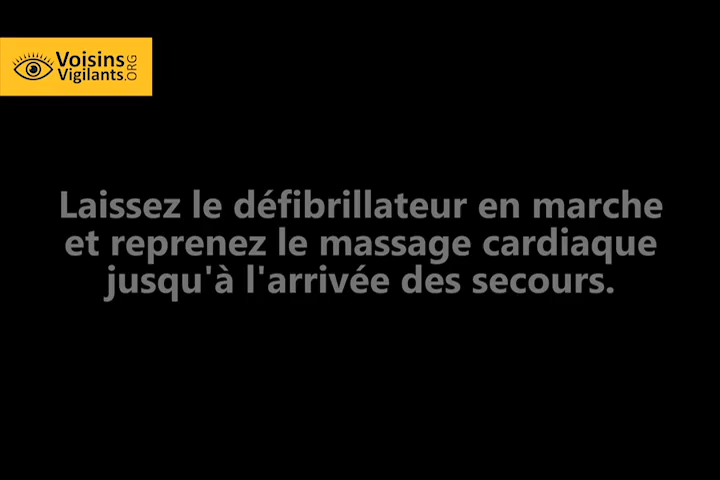 Voisins
Vigilants.ORG
Laissez le défibrillateur en marche
et reprenez le massage cardiaque
jusqu'à l'arrivée des secours.